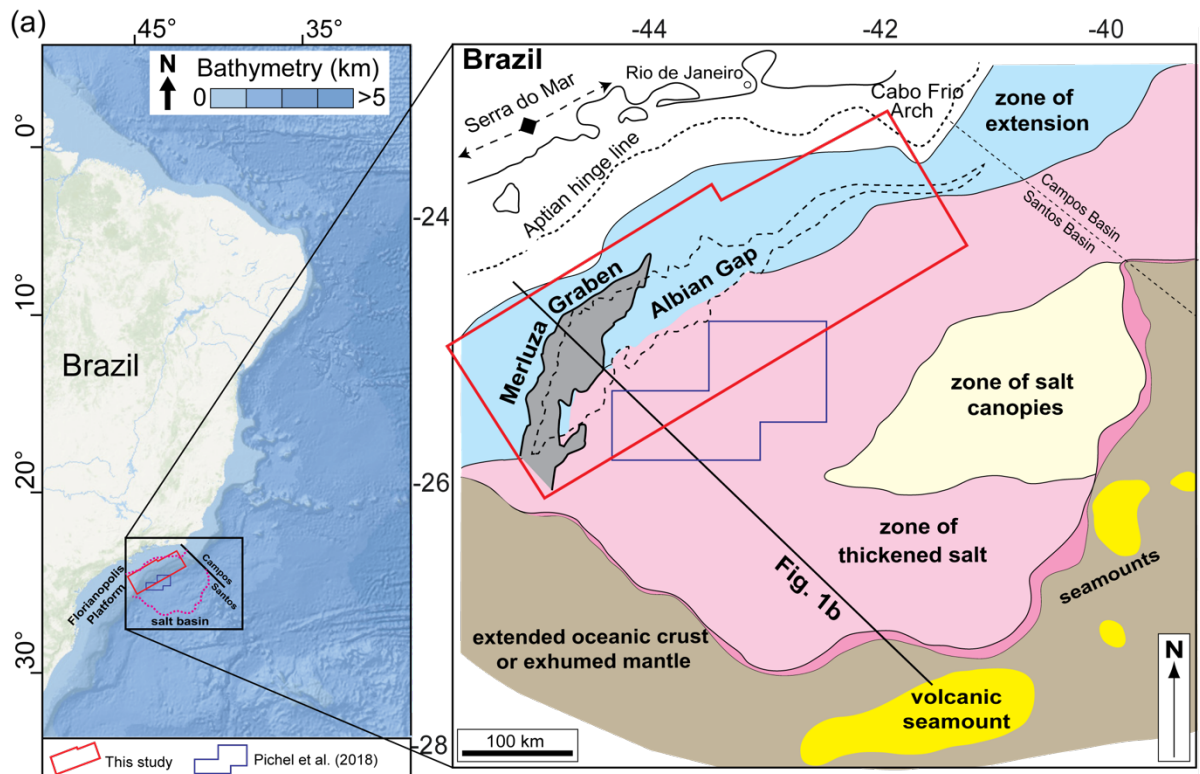 (a)
45°
35°
N
Bathymetry (km)
0
>5
0°
10°
20°
30°
Brazil
Florianopolis
Platform
Campos
Santos
salt basin
This study
Pichel et al. (2018)
-44
-42
-40
-24
-26
-28
Brazil
Serra do Mar
Rio de Janeiro
Cabo Frio
Arch
zone of
extension
Aptian hinge line
Campos Basin
Santos Basin
Merluza Graben
Albian Gap
zone of salt
canopies
zone of
thickened salt
Fig. 1b
seamounts
extended oceanic crust
or exhumed mantle
volcanic
seamount
100 km
N